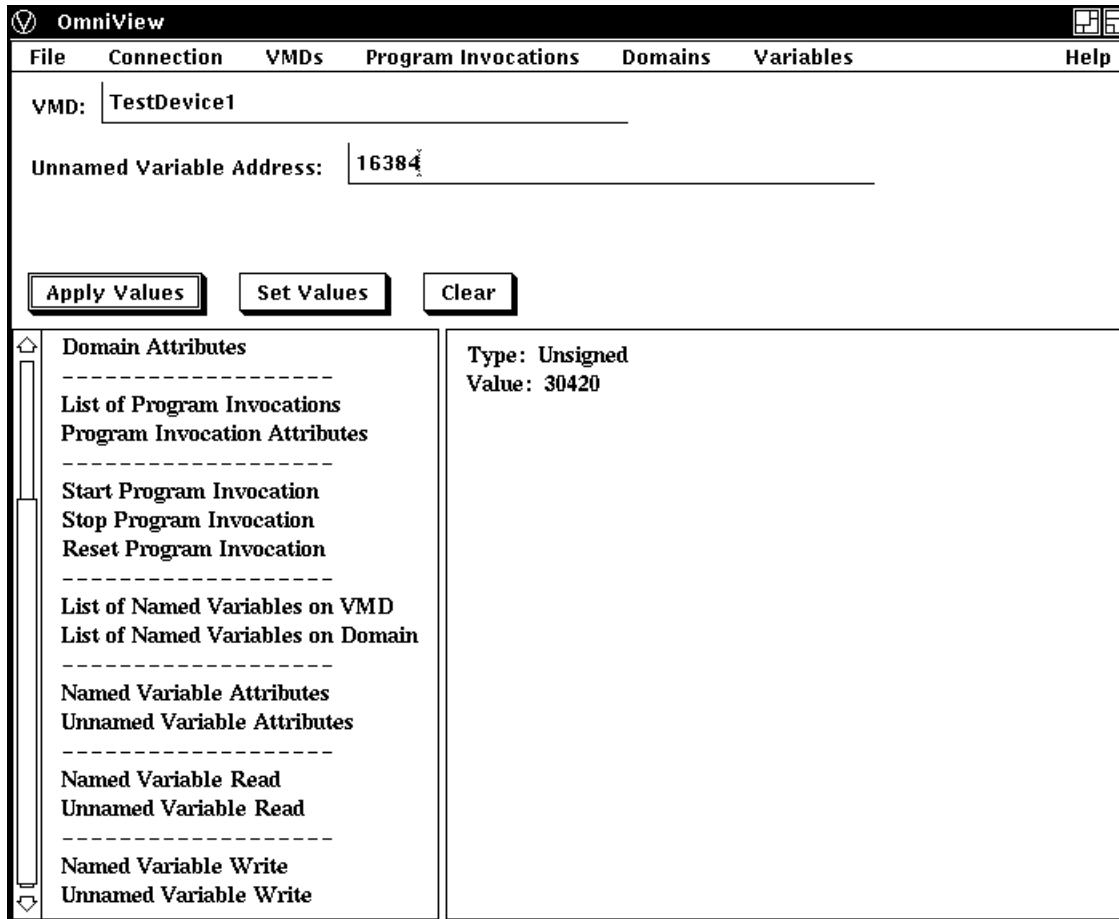 OmniView
File Connection VMDs Program Invocations Domains Variables Help
VMD: TestDevice1
Unnamed Variable Address: 16384
Apply Values Set Values Clear
Domain Attributes
--------------------
List of Program Invocations
Program Invocation Attributes
--------------------
Start Program Invocation
Stop Program Invocation
Reset Program Invocation
--------------------
List of Named Variables on VMD
List of Named Variables on Domain
--------------------
Named Variable Attributes
Unnamed Variable Attributes
--------------------
Named Variable Read
Unnamed Variable Read
--------------------
Named Variable Write
Unnamed Variable Write
Type: Unsigned
Value: 30420